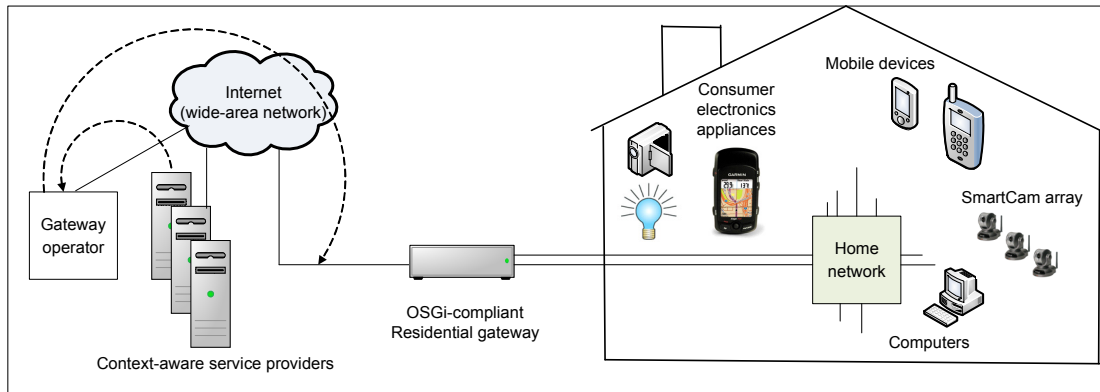 Internet
(wide-area network)
Gateway
operator
Context-aware service providers
OSGi-compliant
Residential gateway
Consumer
electronics
appliances
GARMIN
Mobile devices
SmartCam array
Home
network
Computers